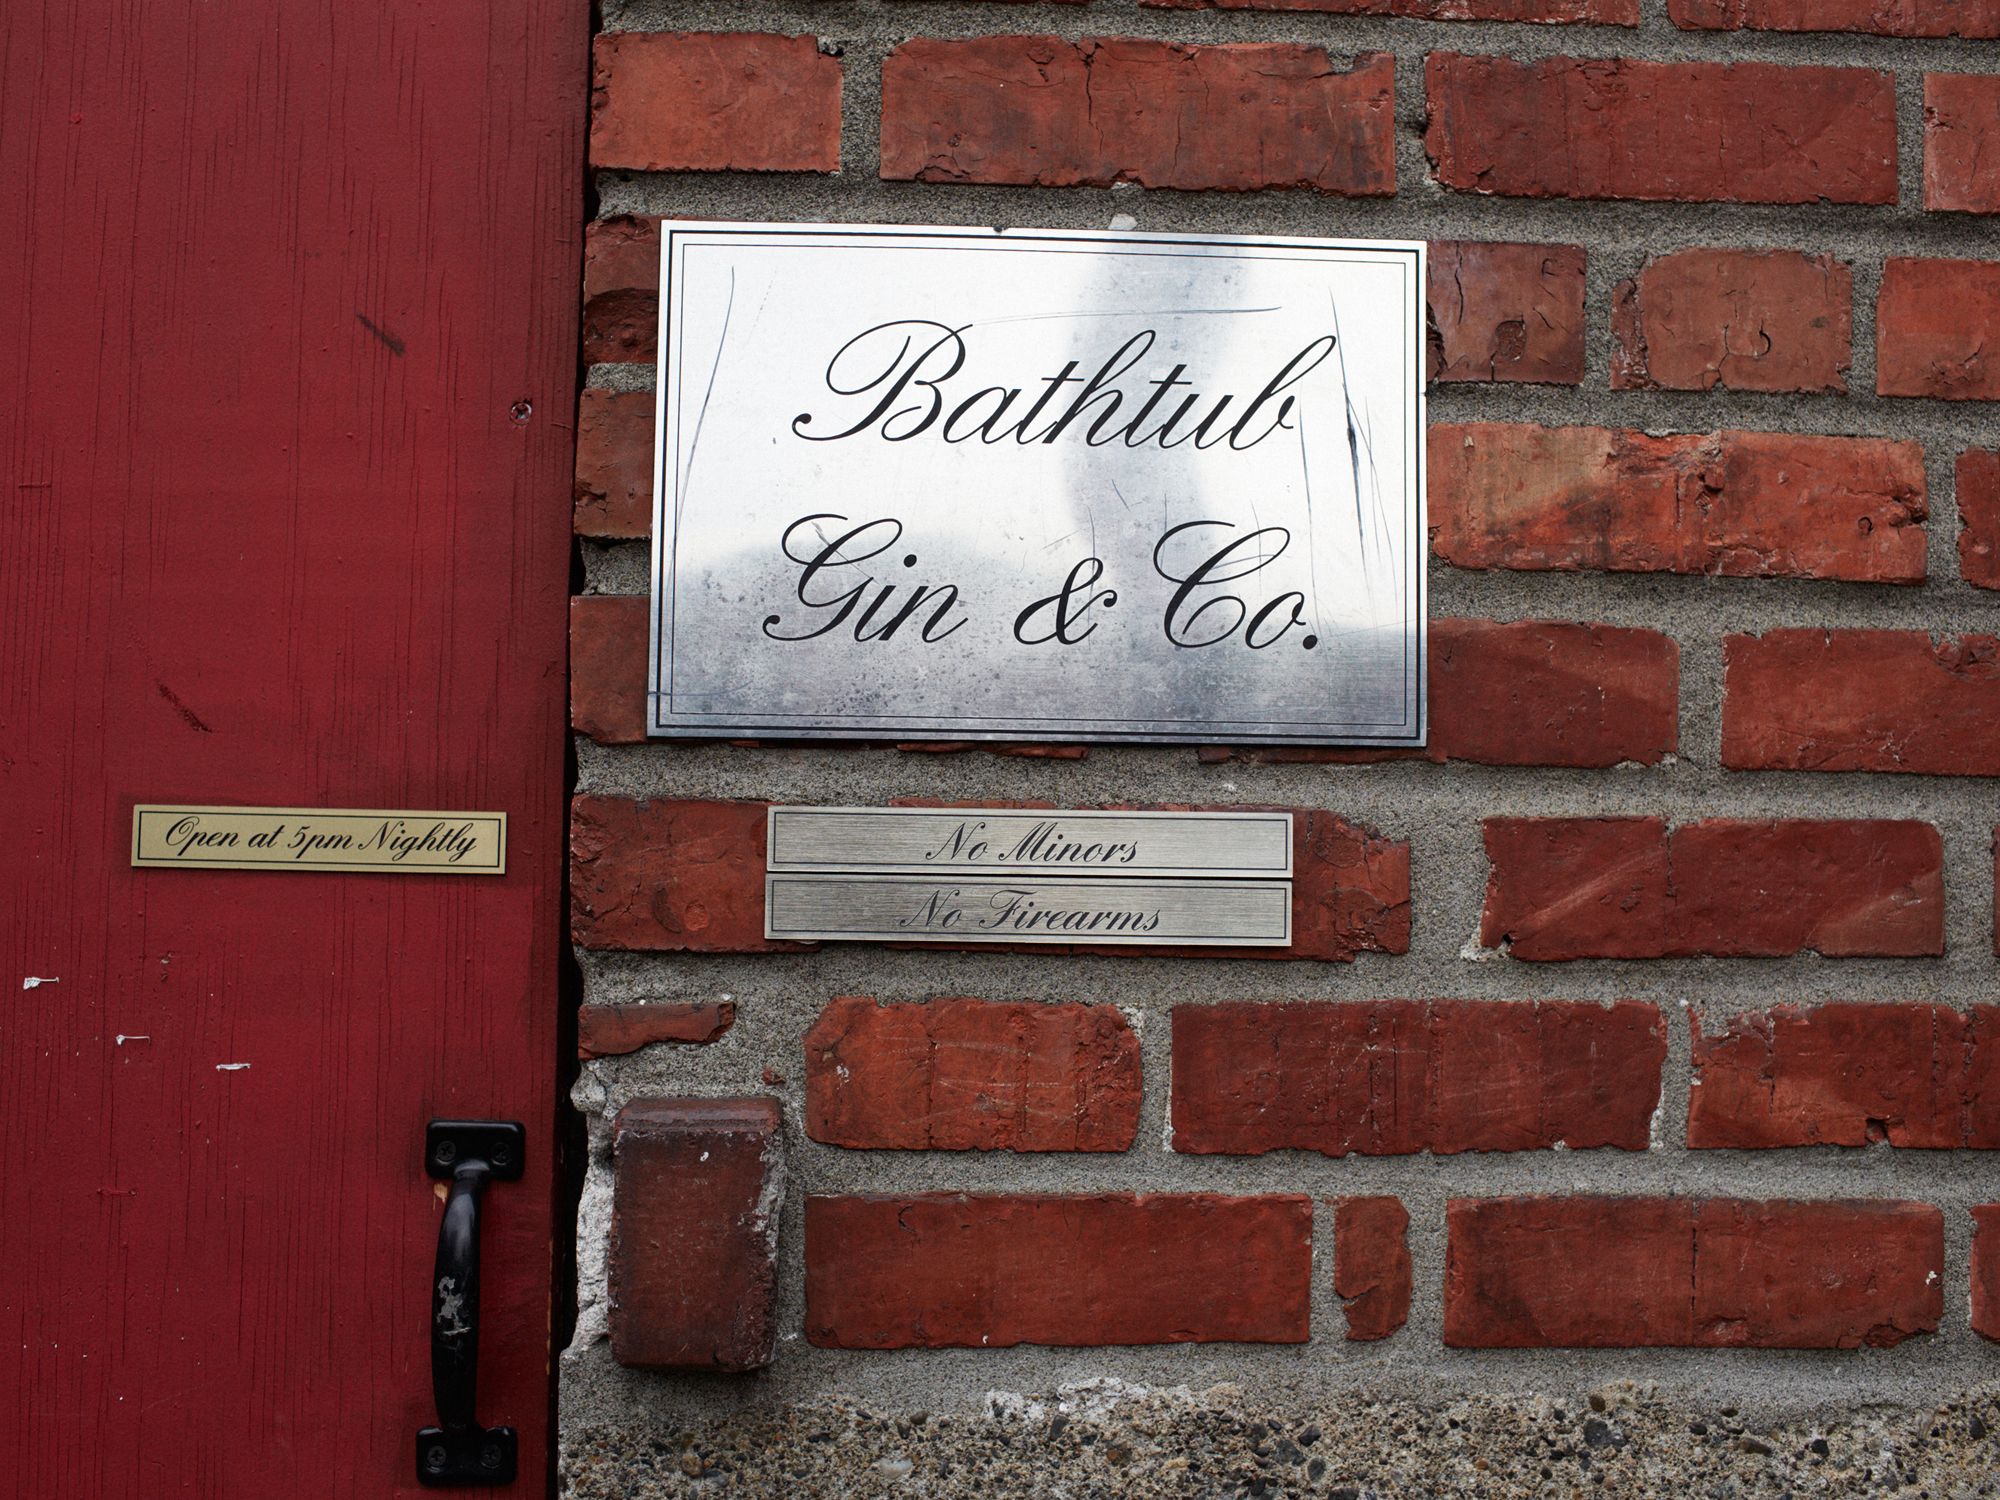 Bathtub
Gin & Co.
Open at 5pm Nightly
No Minors
No Firearms